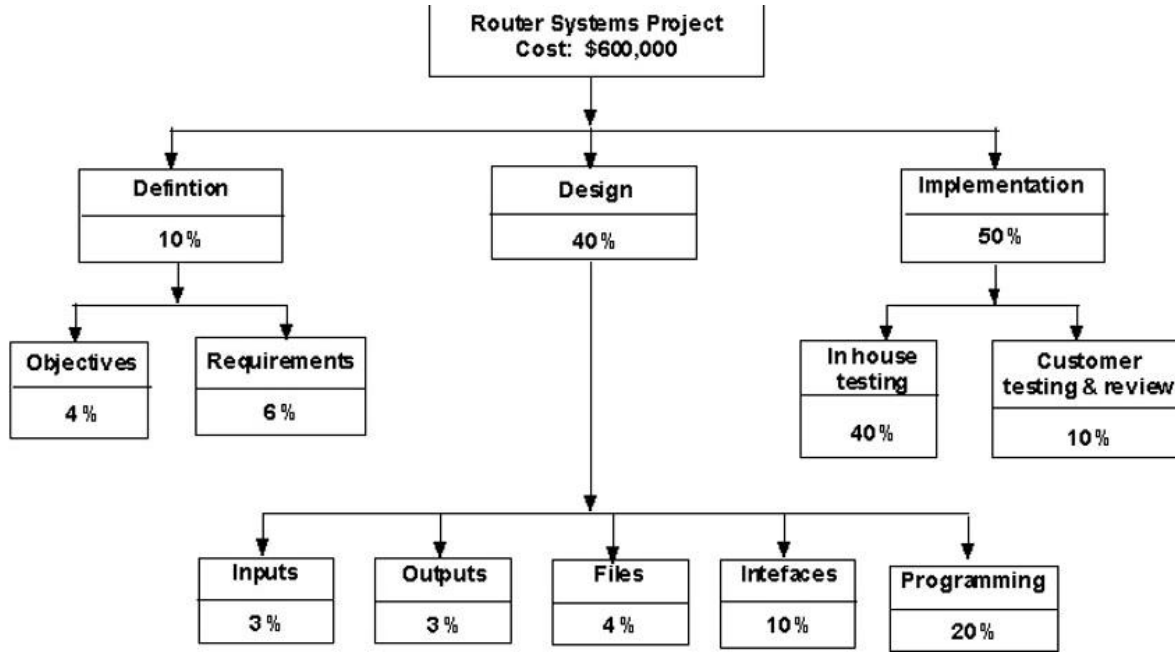 Router Systems Project
Cost: $600,000
Defintion
10%
Design
40%
Implementation
50%
Objectives
4%
Requirements
6%
In house
testing
40%
Customer
testing & review
10%
Inputs
3%
Outputs
3%
Files
4%
Intefaces
10%
Programming
20%